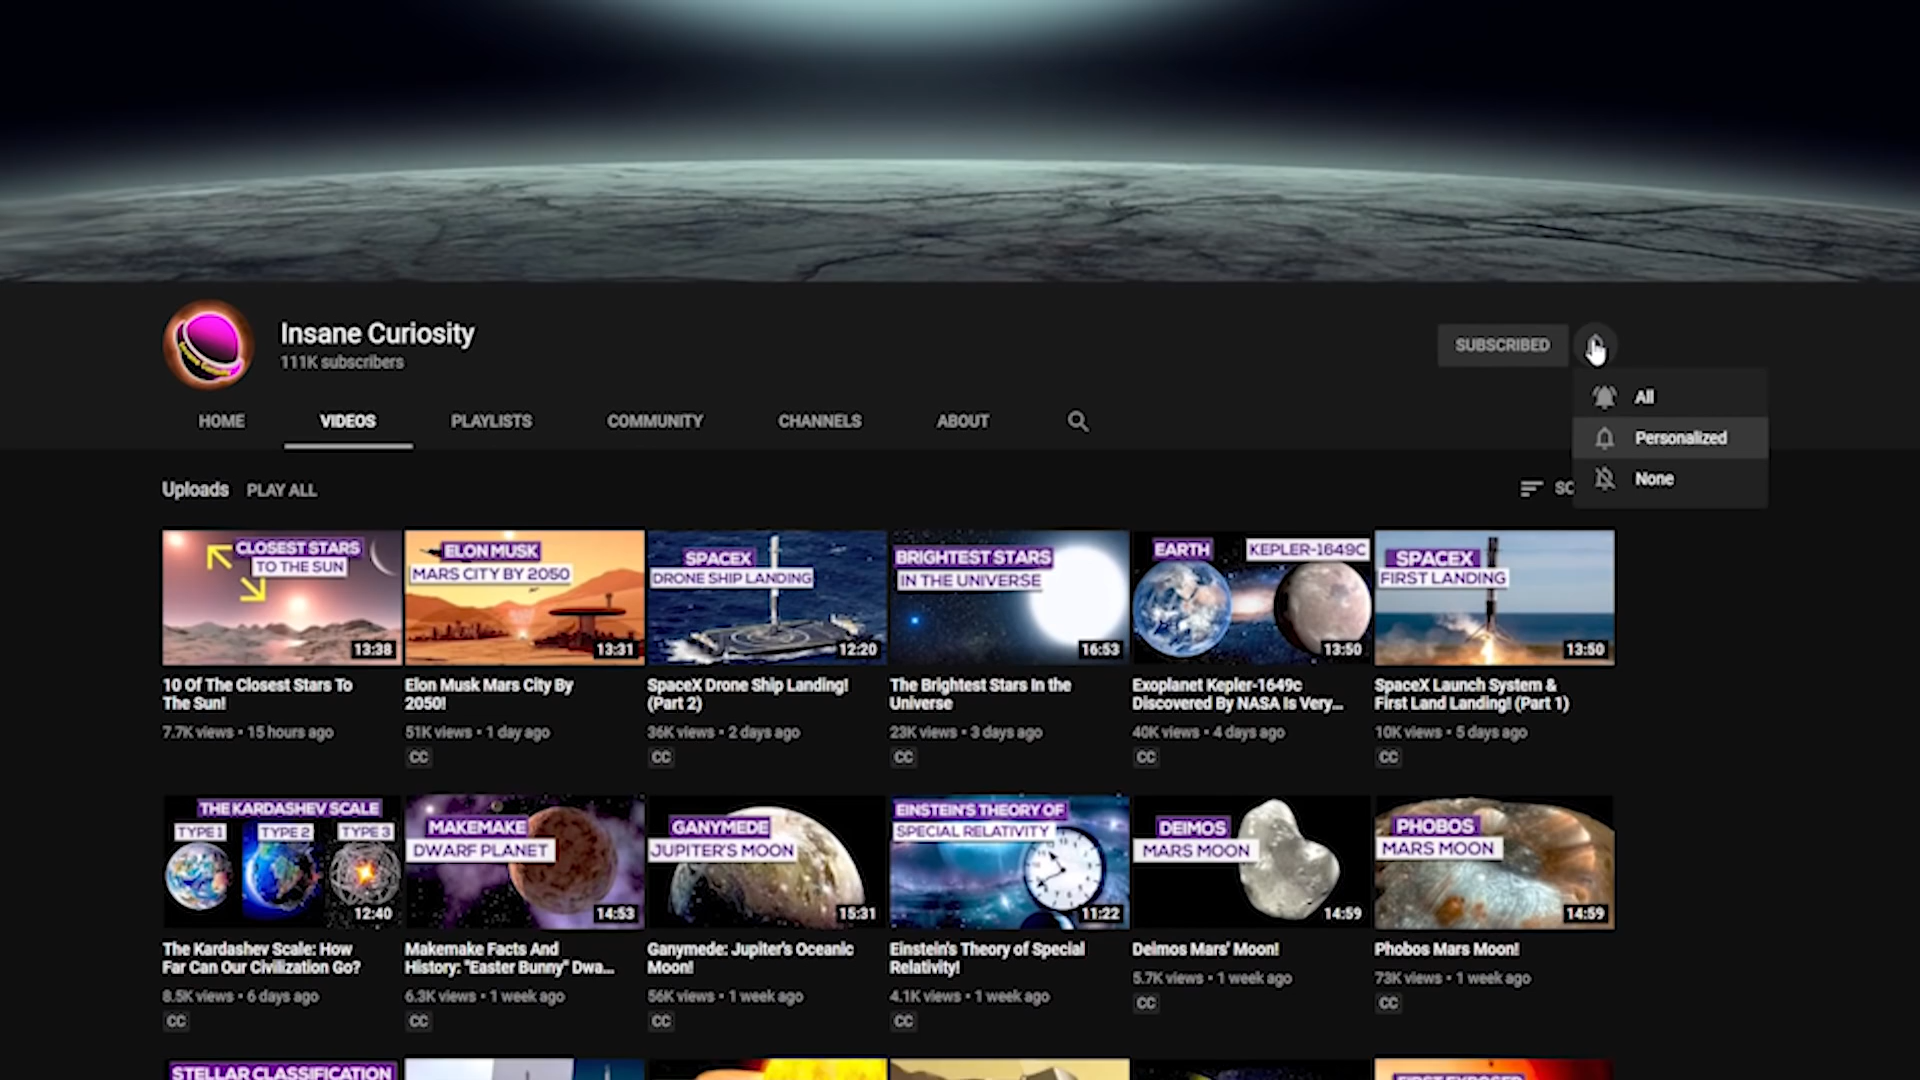 Insane Curiosity
111K subscribers
SUBSCRIBED
All
Personalized
None
HOME
VIDEOS
PLAYLISTS
COMMUNITY
CHANNELS
ABOUT
Uploads
PLAY ALL
CLOSEST STARS
TO THE SUN
13:38
ELON MUSK
MARS CITY BY 2050
13:31
SPACEX
DRONE SHIP LANDING
12:20
BRIGHTEST STARS
IN THE UNIVERSE
16:53
EARTH
KEPLER-1649C
13:50
SPACEX
FIRST LANDING
13:50
10 Of The Closest Stars To
The Sun!
7.7K views • 15 hours ago
Elon Musk Mars City By
2050!
51K views • 1 day ago
CC
SpaceX Drone Ship Landing!
(Part 2)
36K views • 2 days ago
CC
The Brightest Stars In the
Universe
23K views • 3 days ago
CC
Exoplanet Kepler-1649c
Discovered By NASA Is Very...
40K views • 4 days ago
CC
SpaceX Launch System &
First Land Landing! (Part 1)
10K views • 5 days ago
CC
THE KARDASHEV SCALE
TYPE 1
TYPE 2
TYPE 3
12:40
MAKEMAKE
DWARF PLANET
14:53
GANYMEDE
JUPITER'S MOON
15:31
EINSTEIN'S THEORY OF
SPECIAL RELATIVITY
11:22
DEIMOS
MARS MOON
14:59
PHOBOS
MARS MOON
14:59
The Kardashev Scale: How
Far Can Our Civilization Go?
8.5K views • 6 days ago
CC
Makemake Facts And
History: "Easter Bunny" Dwa...
6.3K views • 1 week ago
CC
Ganymede: Jupiter's Oceanic
Moon!
56K views • 1 week ago
CC
Einstein's Theory of Special
Relativity!
4.1K views • 1 week ago
CC
Deimos Mars' Moon!
5.7K views • 1 week ago
CC
Phobos Mars Moon!
73K views • 1 week ago
CC
STELLAR CLASSIFICATION